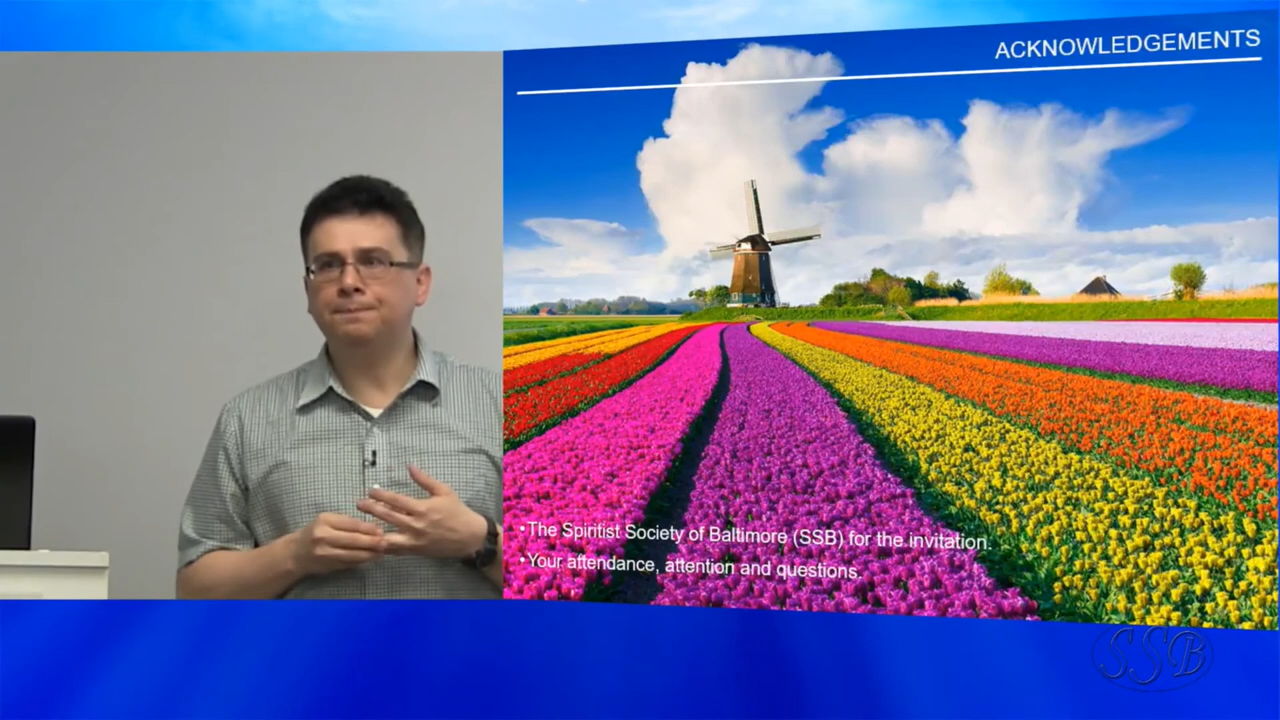 ACKNOWLEDGEMENTS
•The Spiritist Society of Baltimore (SSB) for the invitation.
•Your attendance, attention and questions.
SSB